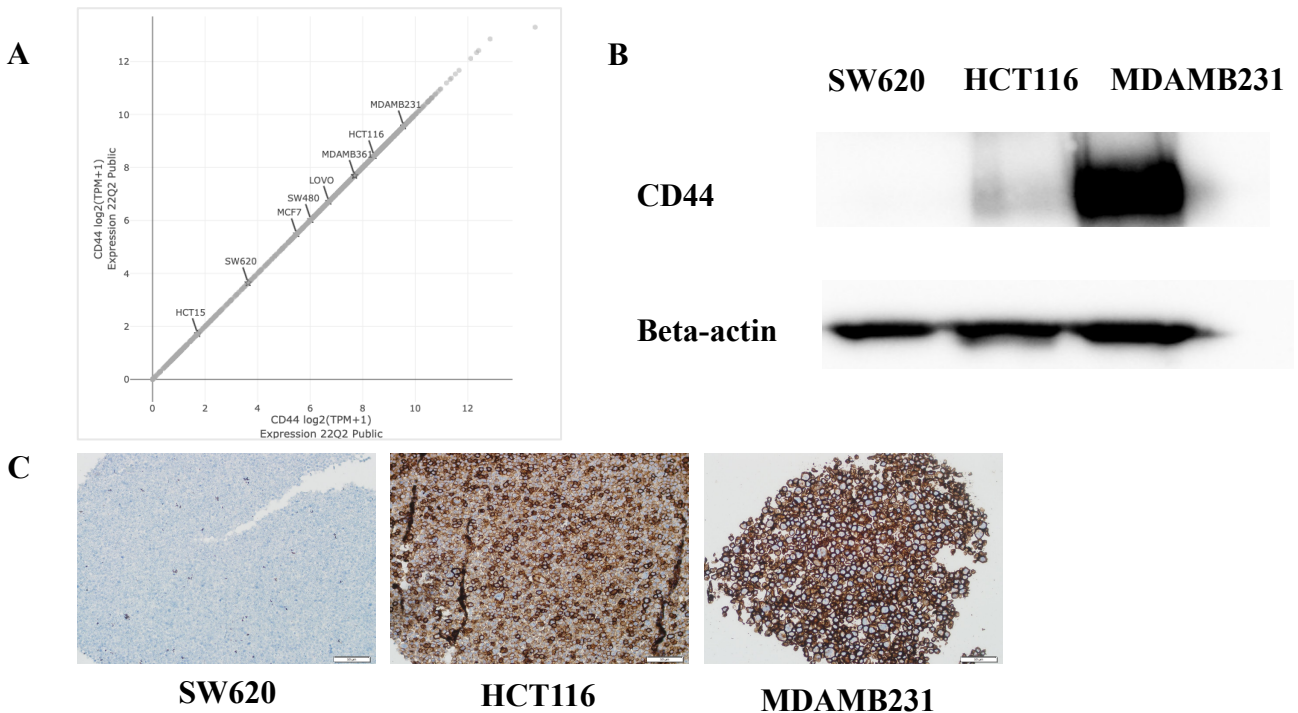 A
12
10
8
6
4
2
0
CD44 log2(TPM+1)
Expression 22Q2 Public
MDAMB231
HCT116
MDAMB361
LOVO
SW480
MCF7
SW620
HCT15
0 2 4 6 8 10 12
CD44 log2(TPM+1)
Expression 22Q2 Public
B
SW620 HCT116 MDAMB231
CD44
Beta-actin
C
SW620 HCT116 MDAMB231